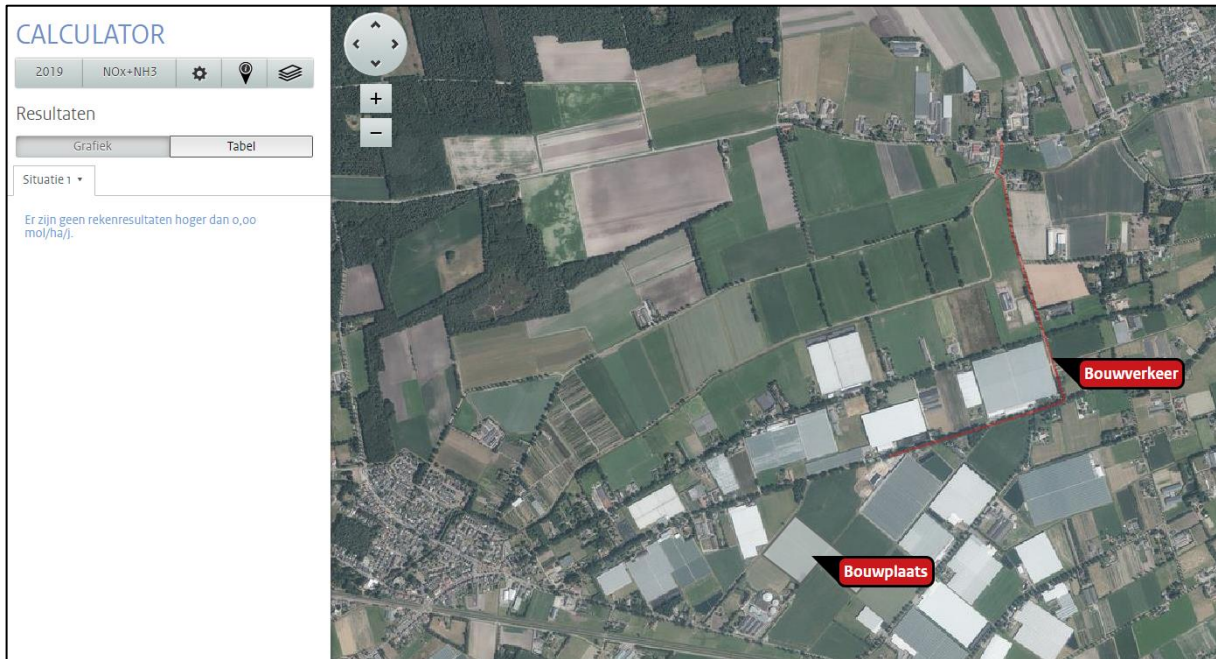 CALCULATOR
2019
NOx+NH3
Resultaten
Grafiek
Tabel
Situatie 1
Er zijn geen rekenresultaten hoger dan 0,00
mol/ha/j.
Bouwverkeer
Bouwplaats